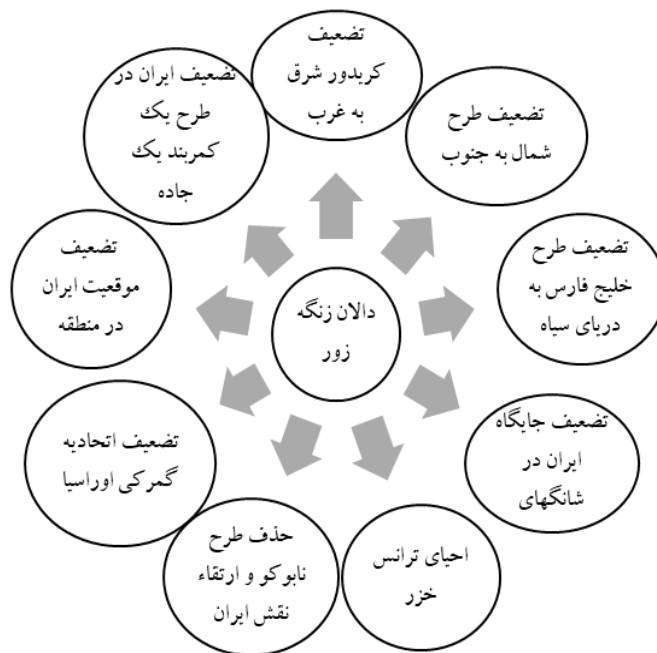 تضعیف
کریدور شرق
به غرب
تضعیف طرح
شمال به جنوب
تضعیف طرح
خلیج فارس به
دریای سیاه
تضعیف جایگاه
ایران در
شانگهای
احیای ترانس
خزر
حذف طرح
نابوکو و ارتقاء
نقش ایران
تضعیف اتحادیه
گمرکی اوراسیا
تضعیف
موقعیت ایران
در منطقه
تضعیف ایران در
طرح یک
کمربند یک
جاده
دالان زنگه
زور